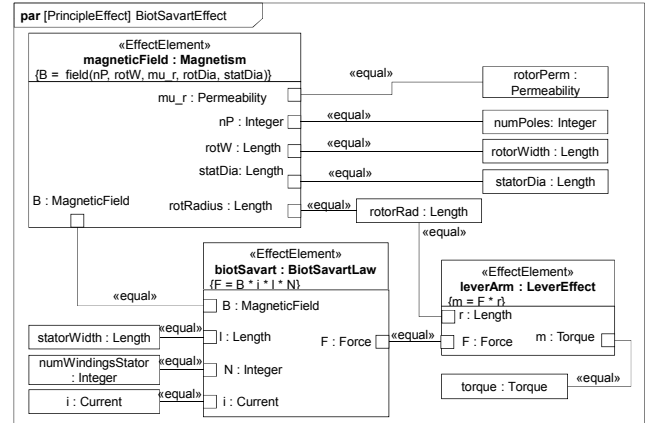 par [PrincipleEffect] BiotSavartEffect
«EffectElement»
magneticField : Magnetism
{B = field(nP, rotW, mu_r, rotDia, statDia)}
mu_r : Permeability
nP : Integer
rotW : Length
statDia: Length
rotRadius : Length
B : MagneticField
«equal»
rotorPerm :
Permeability
«equal»
numPoles: Integer
rotorWidth : Length
«equal»
statorDia : Length
«equal»
rotorRad : Length
«equal»
«equal»
«EffectElement»
biotSavart : BiotSavartLaw
{F = B * i * l * N}
B : MagneticField
l : Length
N : Integer
i : Current
F : Force
«equal»
statorWidth : Length
«equal»
numWindingsStator
: Integer
«equal»
i : Current
«equal»
«EffectElement»
leverArm : LeverEffect
{m = F * r}
r : Length
F : Force
m : Torque
torque : Torque
«equal»